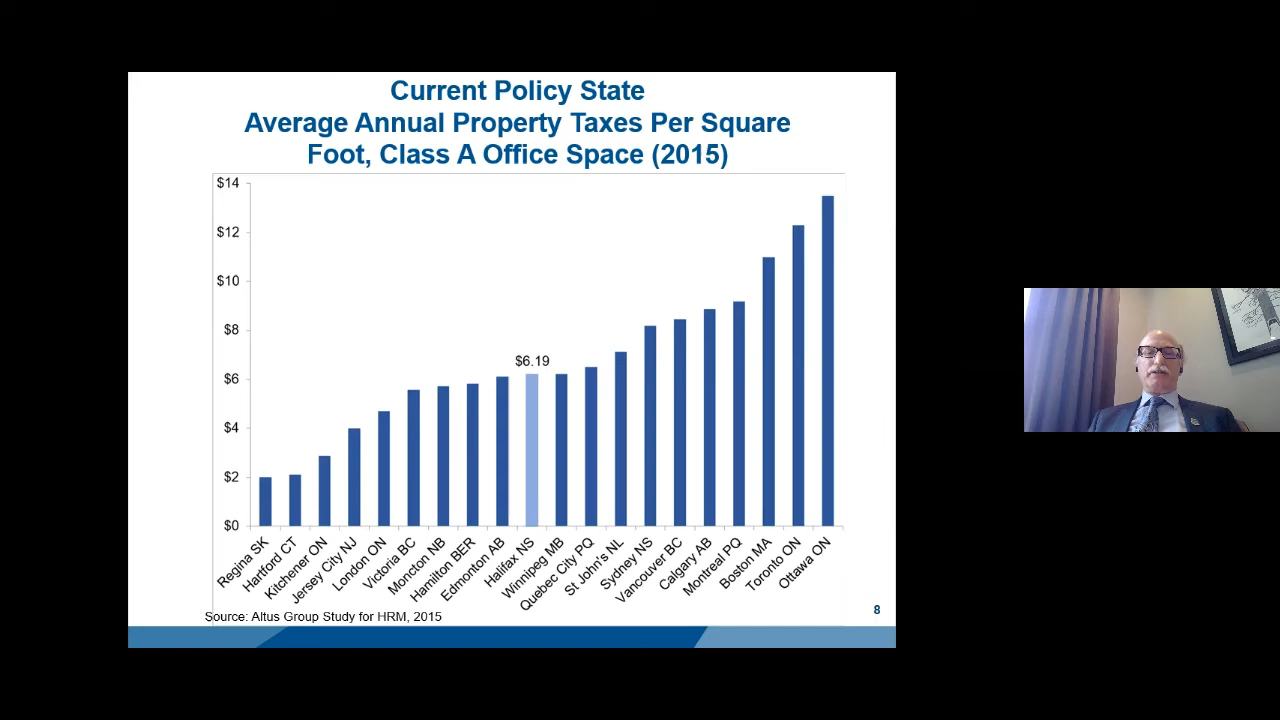 Current Policy State
Average Annual Property Taxes Per Square
Foot, Class A Office Space (2015)
$14
$12
$10
$8
$6
$4
$2
$0
$6.19
Regina SK
Hartford CT
Kitchener ON
Jersey City NJ
London ON
Victoria BC
Moncton NB
Hamilton BER
Edmonton AB
Halifax NS
Winnipeg MB
Quebec City PQ
St John's NL
Sydney NS
Vancouver BC
Calgary AB
Montreal PQ
Boston MA
Toronto ON
Ottawa ON
Source: Altus Group Study for HRM, 2015
8